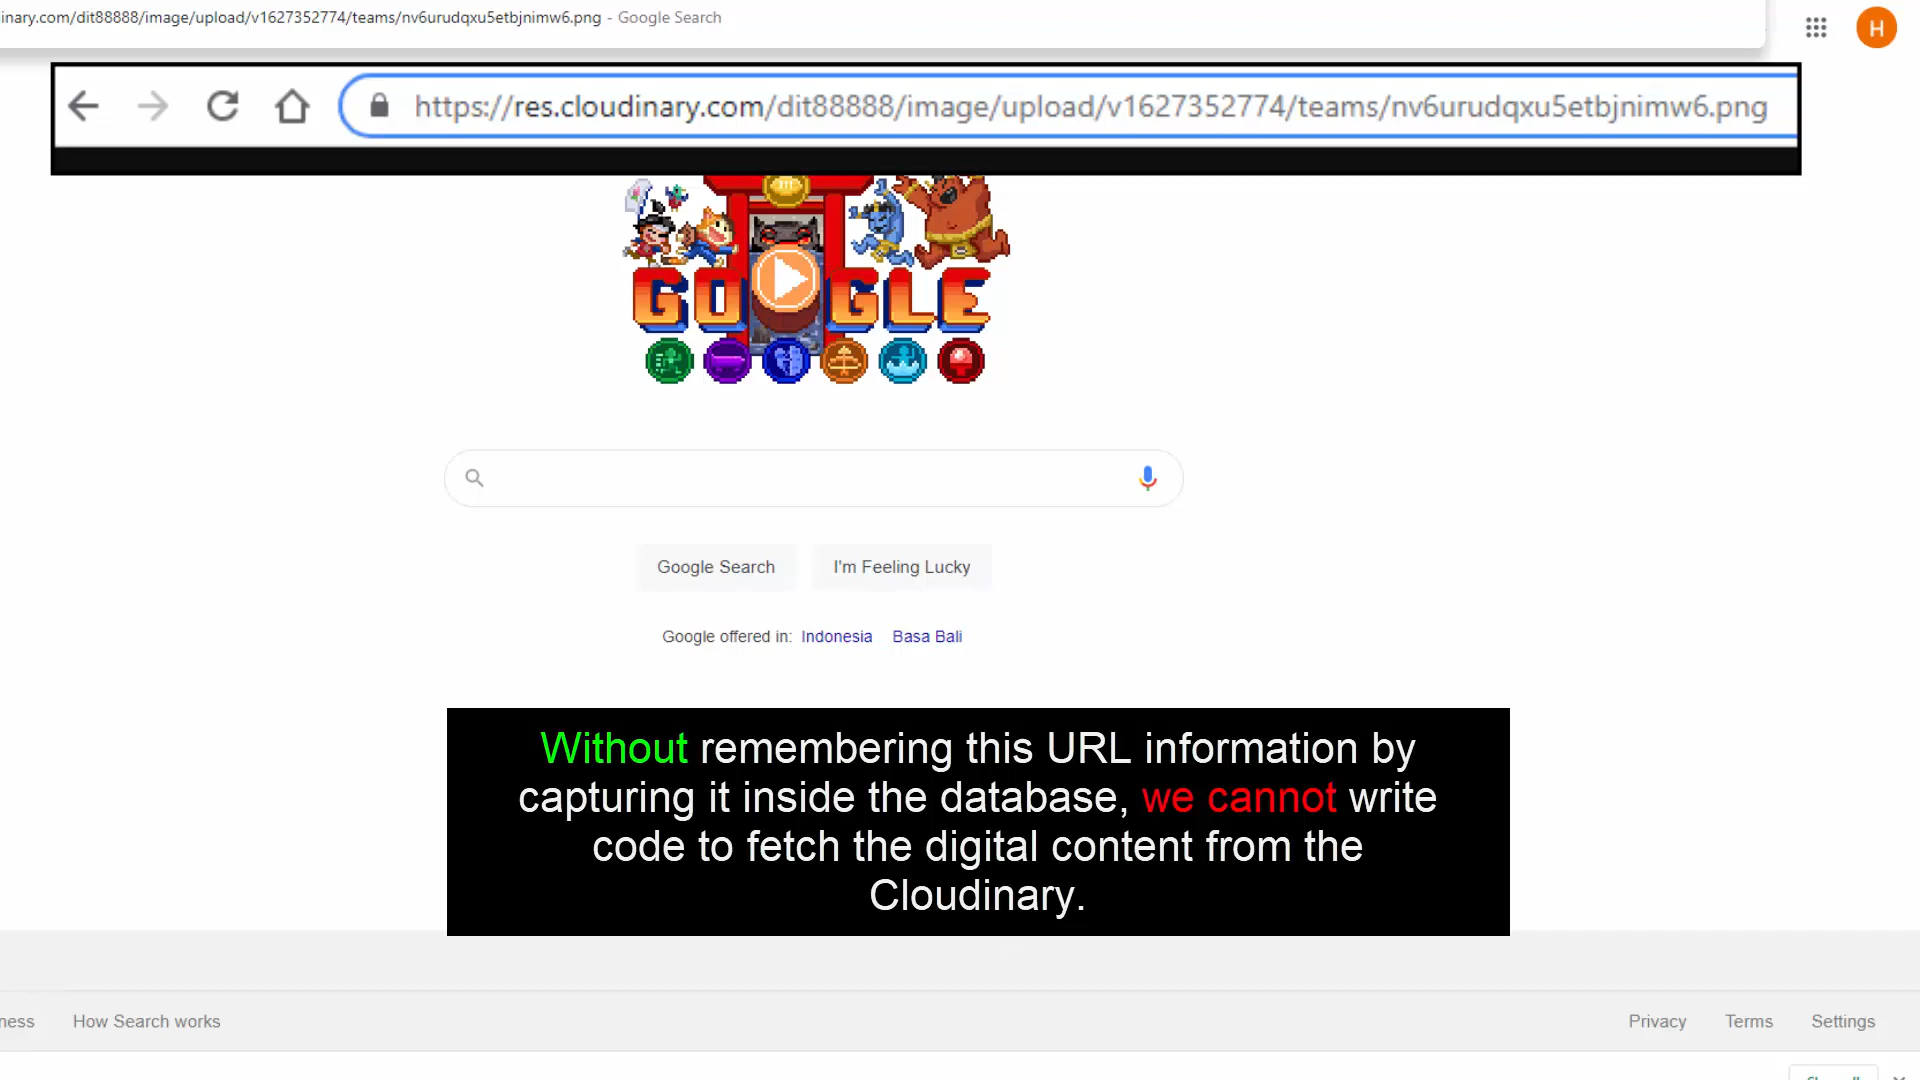 inary.com/dit88888/image/upload/v1627352774/teams/nv6urudqxu5etbjnimw6.png - Google Search
H
https://res.cloudinary.com/dit88888/image/upload/v1627352774/teams/nv6urudqxu5etbjnimw6.png
GOOGLE
Google Search
I'm Feeling Lucky
Google offered in: Indonesia Basa Bali
Without remembering this URL information by
capturing it inside the database, we cannot write
code to fetch the digital content from the
Cloudinary.
ness
How Search works
Privacy
Terms
Settings